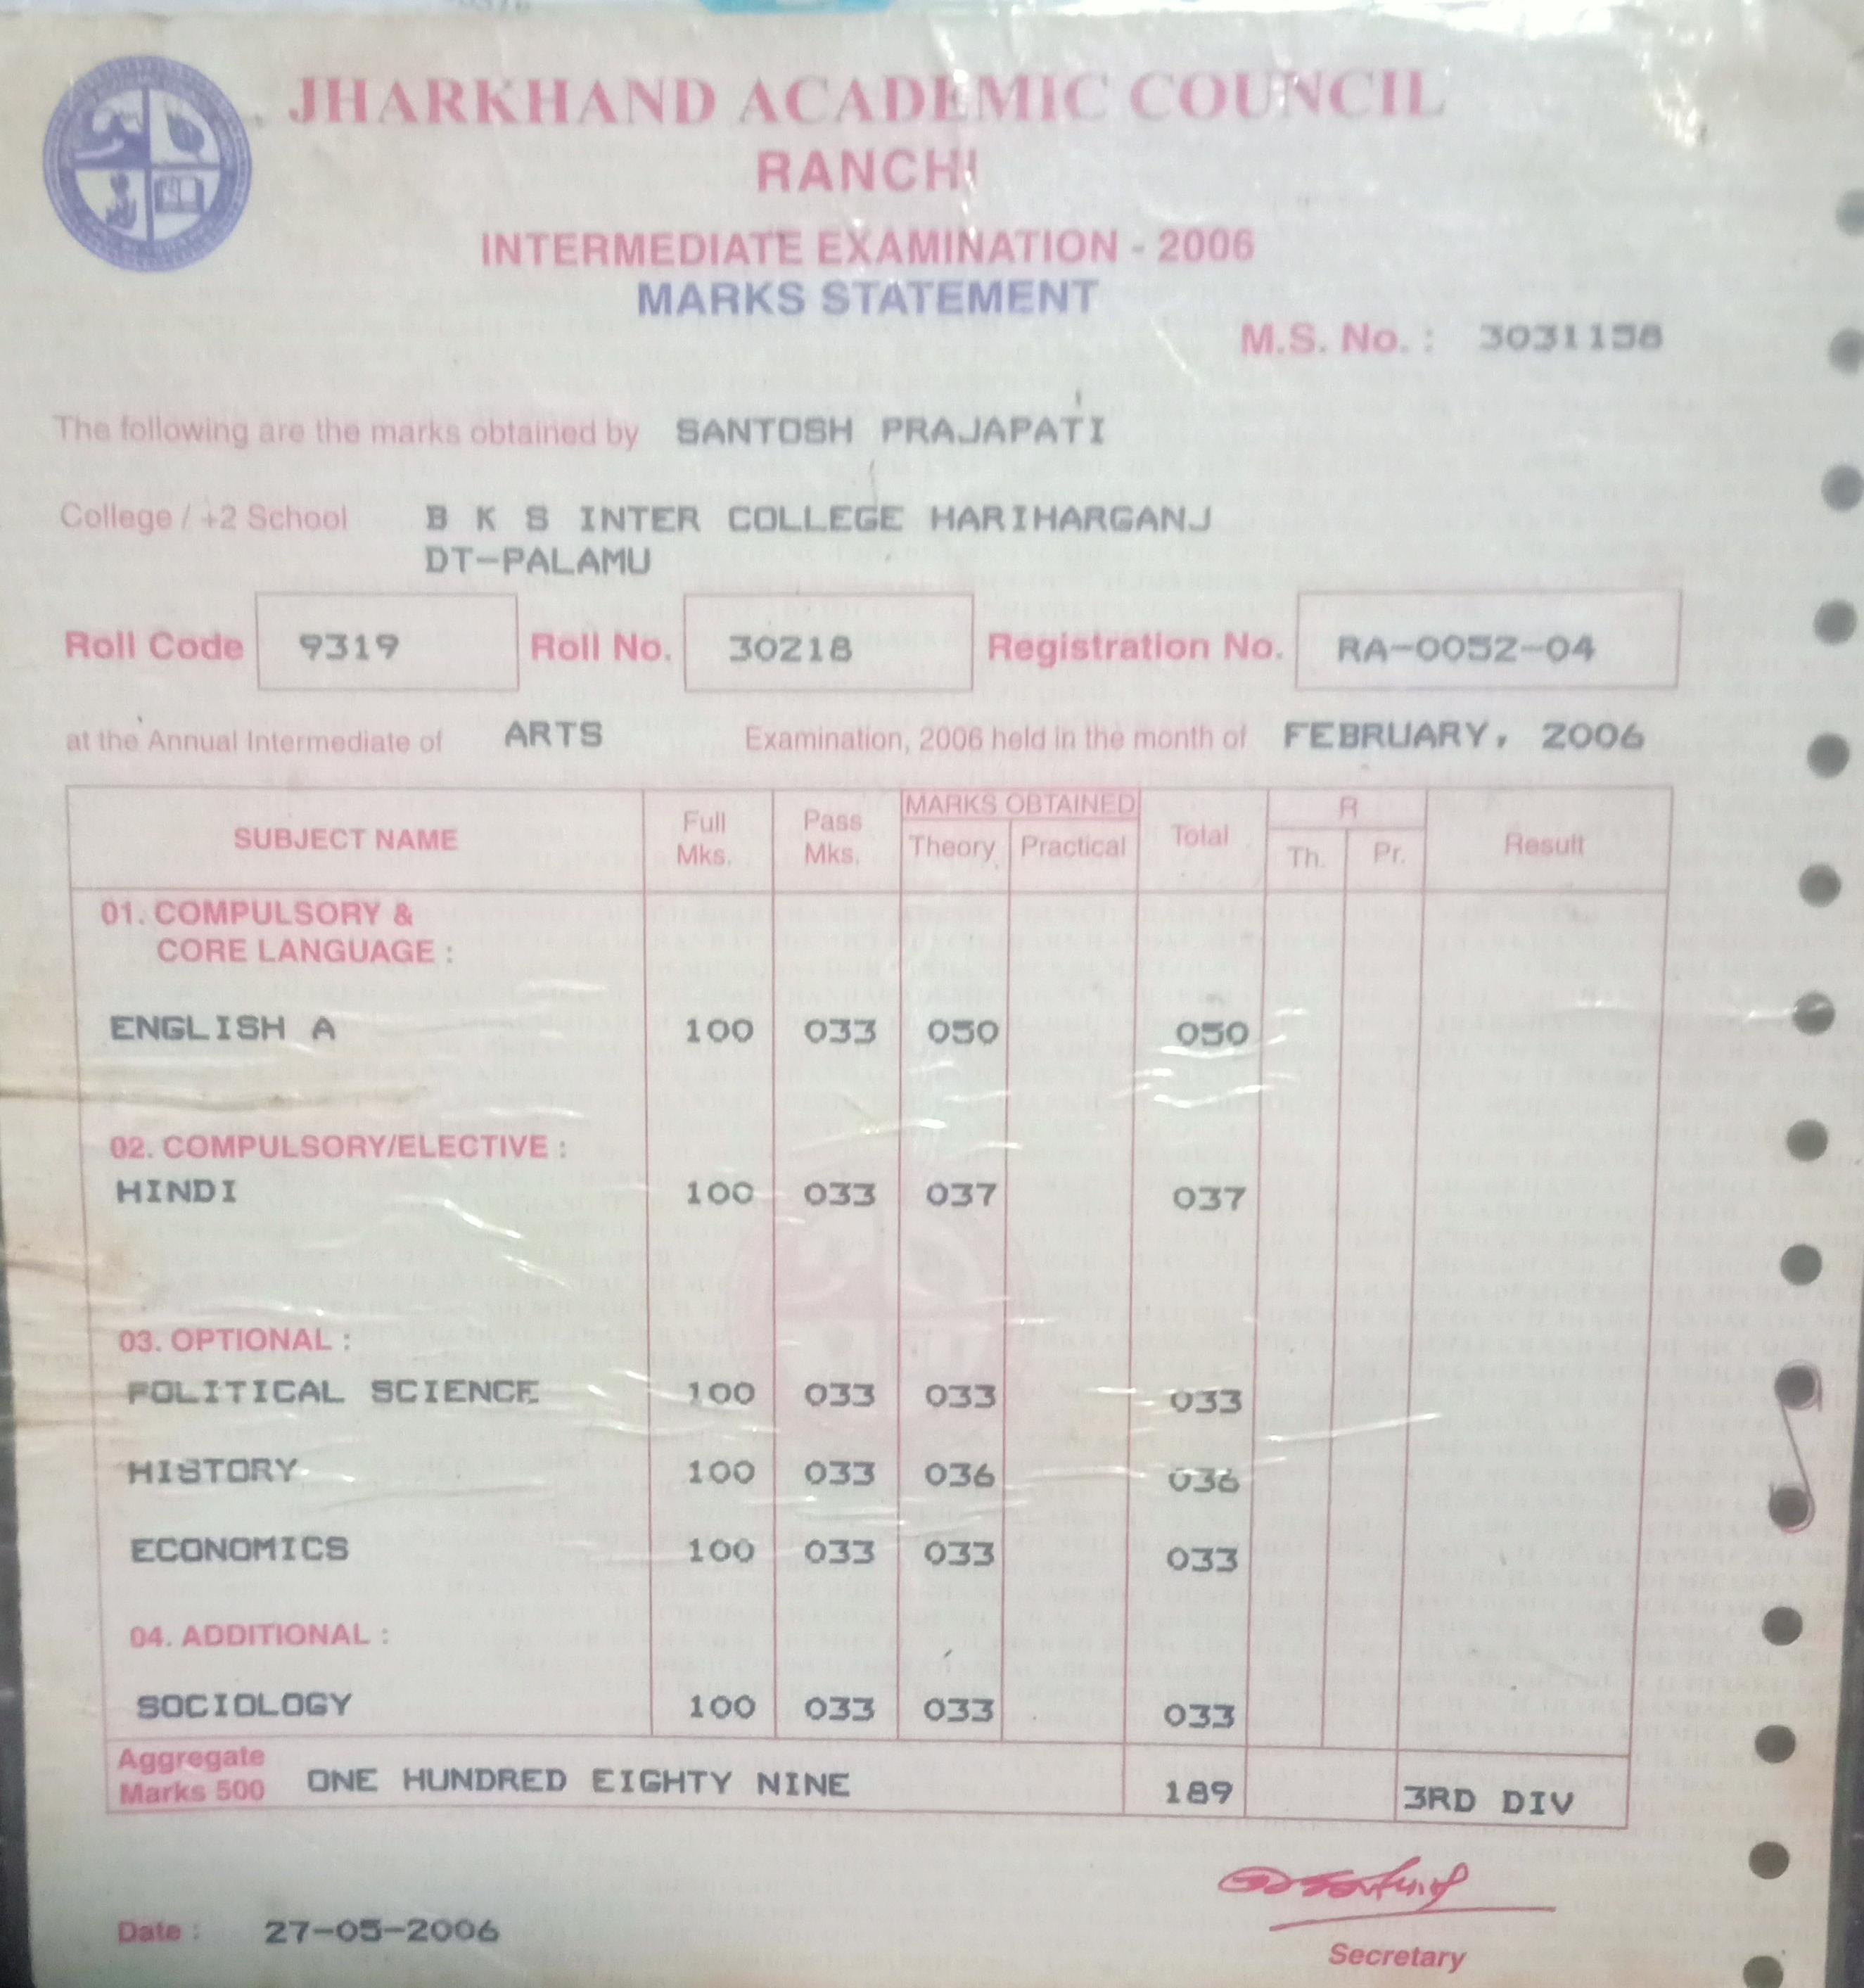 JHARKHAND ACADEMIC COUNCIL
RANCHI
INTERMEDIATE EXAMINATION - 2006
MARKS STATEMENT
M.S. No. : 3031158
The following are the marks obtained by SANTOSH PRAJAPATI
College / +2 School B K S INTER COLLEGE HARIHARGANJ
DT-PALAMU
Roll Code 9319 Roll No. 30218 Registration No. RA-0052-04
at the Annual Intermediate of ARTS Examination, 2006 held in the month of FEBRUARY, 2006
SUBJECT NAME Full Mks. Pass Mks. MARKS OBTAINED Theory Practical Total R Th. Pr. Result
01. COMPULSORY &
CORE LANGUAGE :
ENGLISH A 100 033 050 050
02. COMPULSORY/ELECTIVE :
HINDI 100 033 037 037
03. OPTIONAL :
POLITICAL SCIENCE 100 033 033 033
HISTORY 100 033 036 036
ECONOMICS 100 033 033 033
04. ADDITIONAL :
SOCIOLOGY 100 033 033 033
Aggregate Marks 500 ONE HUNDRED EIGHTY NINE 189 3RD DIV
Date : 27-05-2006
Secretary